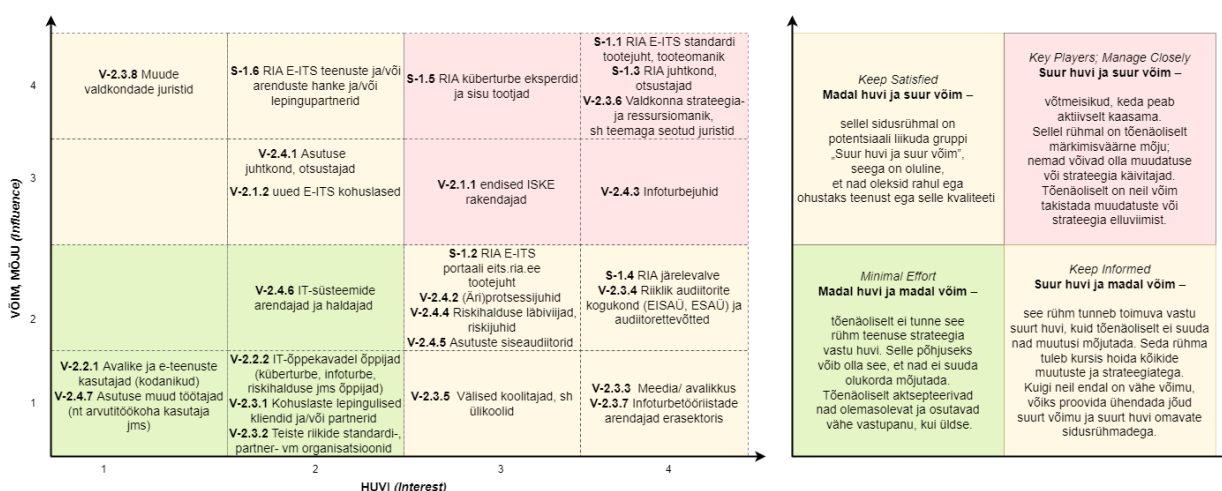 VÕIM, MÕJU (Influence)
4
V-2.3.8 Muude
valdkondade juristid
S-1.6 RIA E-ITS teenuste ja/või
arenduste hanke ja/või
lepingupartnerid
S-1.5 RIA küberturbe eksperdid
ja sisu tootjad
S-1.1 RIA E-ITS standardi
tootejuht, tooteomanik
S-1.3 RIA juhtkond,
otsustajad
V-2.3.6 Valdkonna strateegia-
ja ressursiomanik,
sh teemaga seotud juristid
3
V-2.4.1 Asutuse
juhtkond, otsustajad
V-2.1.2 uued E-ITS kohuslased
V-2.1.1 endised ISKE
rakendajad
V-2.4.3 Infoturbejuhid
2
V-2.4.6 IT-süsteemide
arendajad ja haldajad
S-1.2 RIA E-ITS
portaali eits.ria.ee
tootejuht
V-2.4.2 (Äri)protsessijuhid
V-2.4.4 Riskihalduse läbiviijad,
riskijuhid
V-2.4.5 Asutuste siseaudiitorid
S-1.4 RIA järelevalve
V-2.3.4 Riiklik audiitorite
kogukond (EISAÜ, ESAÜ) ja
audiitorettevõtted
1
V-2.2.1 Avalike ja e-teenuste
kasutajad (kodanikud)
V-2.4.7 Asutuse muud töötajad
(nt arvutitöökoha kasutaja
jms)
V-2.2.2 IT-õppekavadel õppijad
(küberturbe, infoturbe,
riskihalduse jms õppijad)
V-2.3.1 Kohuslaste lepingulised
kliendid ja/või partnerid
V-2.3.2 Teiste riikide standardi-,
partner- vm organisatsioonid
V-2.3.5 Välised koolitajad, sh
ülikoolid
V-2.3.3 Meedia/ avalikkus
V-2.3.7 Infoturbetööriistade
arendajad erasektoris
1
2
3
4
HUVI (Interest)
Keep Satisfied
Madal huvi ja suur võim –
sellel sidusrühmal on
potentsiaali liikuda gruppi
„Suur huvi ja suur võim”,
seega on oluline,
et nad oleksid rahul ega
ohustaks teenust ega selle kvaliteeti
Key Players; Manage Closely
Suur huvi ja suur võim –
võtmeisikud, keda peab
aktiivselt kaasama.
Sellel rühmal on tõenäoliselt
märkimisväärne mõju;
nemad võivad olla muudatuse
või strateegia käivitajad.
Tõenäoliselt on neil võim
takistada muudatuste või
strateegia elluviimist.
Minimal Effort
Madal huvi ja madal võim –
tõenäoliselt ei tunne see
rühm teenuse strateegia
vastu huvi. Selle põhjuseks
võib olla see, et nad ei suuda
olukorda mõjutada.
Tõenäoliselt aktsepteerivad
nad olemasolevat ja osutavad
vähe vastupanu, kui üldse.
Keep Informed
Suur huvi ja madal võim –
see rühm tunneb toimuva vastu
suurt huvi, kuid tõenäoliselt ei suuda
nad muutusi mõjutada. Seda rühma
tuleb kursis hoida kõikide
muutuste ja strateegiatega.
Kuigi neil endal on vähe võimu,
võiks proovida ühendada jõud
suurt võimu ja suurt huvi omavate
sidusrühmadega.